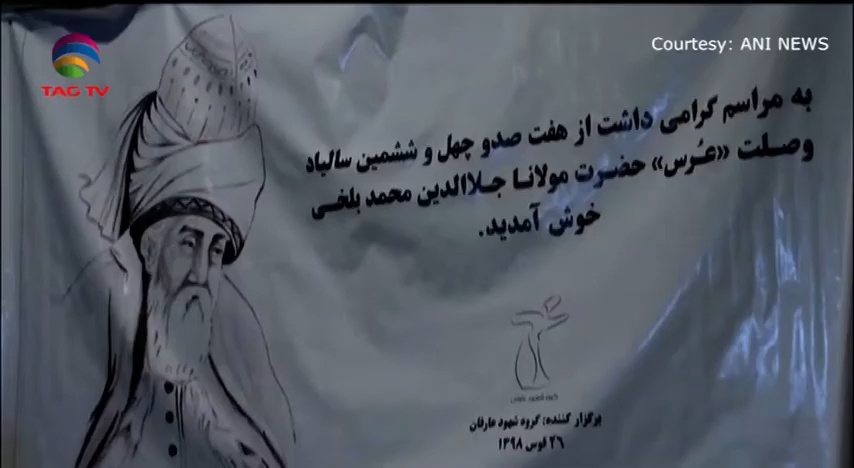 Courtesy: ANI NEWS
TAG TV
به مراسم گرامی داشت از هفت صدو چهل و ششمین سالیاد
وصلت «عُرس» حضرت مولانا جلاالدین محمد بلخی
خوش آمدید.
برگزار کننده: گروه شهود عارفان
۲۶ قوس ۱۳۹۸